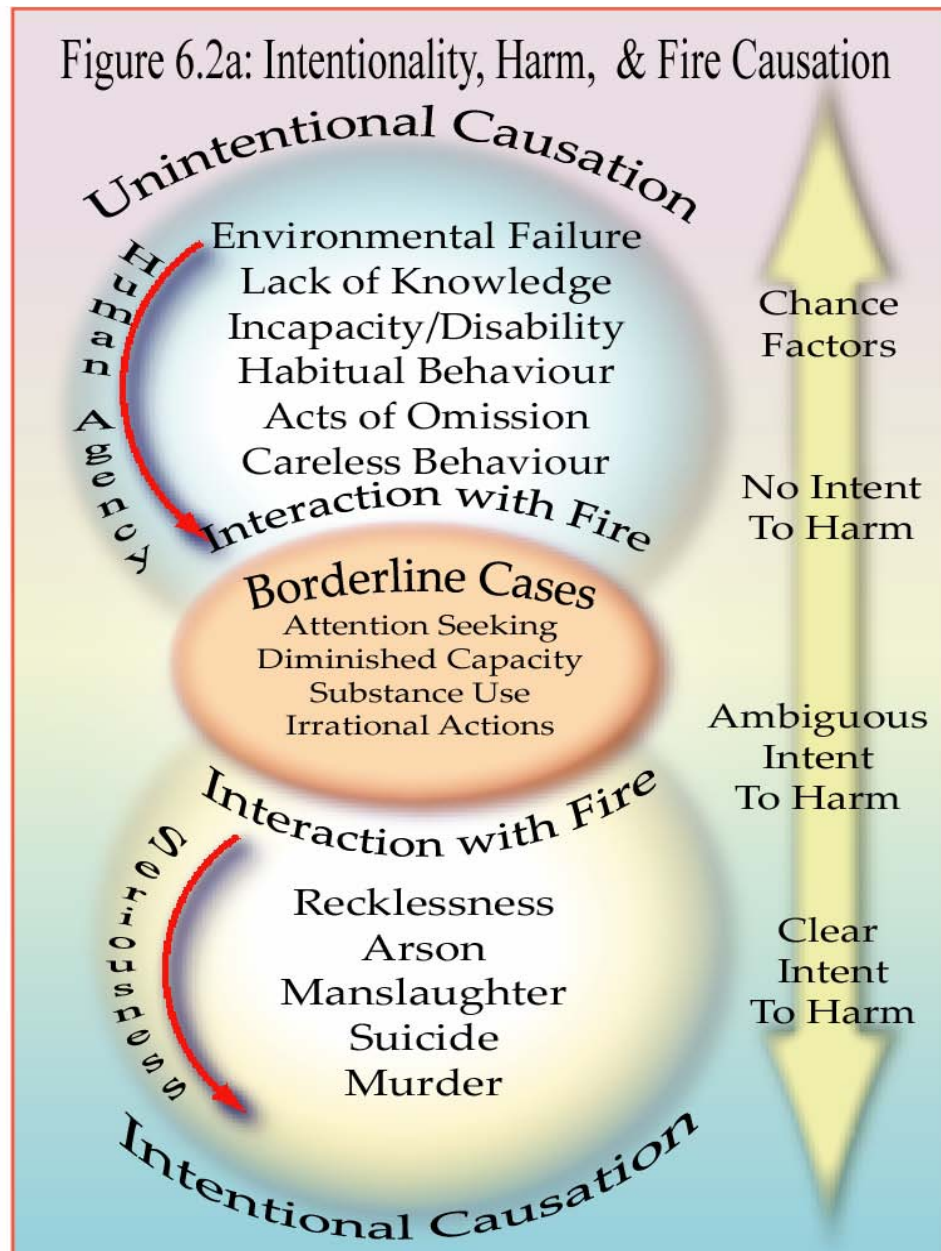 Figure 6.2a: Intentionality, Harm, & Fire Causation
Unintentional Causation
Human Agency
Environmental Failure
Lack of Knowledge
Incapacity/Disability
Habitual Behaviour
Acts of Omission
Careless Behaviour
Interaction with Fire
Borderline Cases
Attention Seeking
Diminished Capacity
Substance Use
Irrational Actions
Interaction with Fire
Seriousness
Recklessness
Arson
Manslaughter
Suicide
Murder
Intentional Causation
Chance
Factors
No Intent
To Harm
Ambiguous
Intent
To Harm
Clear
Intent
To Harm